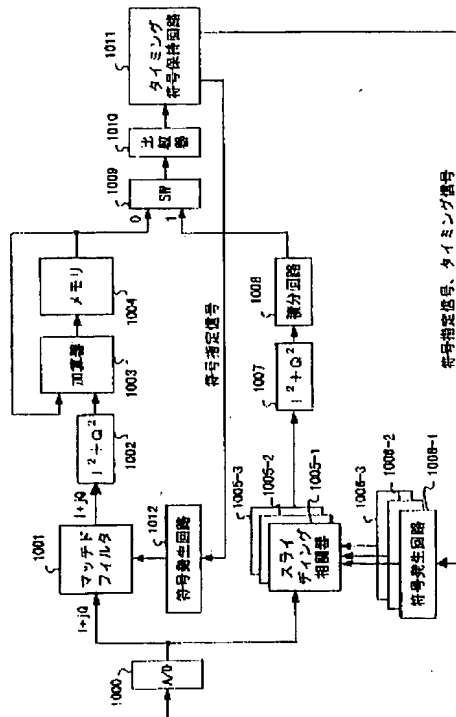 1000
A/D
I+jQ
1001
マッチド
フィルタ
I+jQ
1002
I²+Q²
1003
加算器
1004
メモリ
0
1
1009
SW
1010
比較器
1011
タイミング
符号保持回路
1012
符号発生回路
符号指定信号
1005-3
1005-2
1005-1
スライ
ディング
相関器
1007
I²+Q²
1008
積分回路
1006-3
1006-2
1006-1
符号発生回路
符号指定信号、タイミング信号